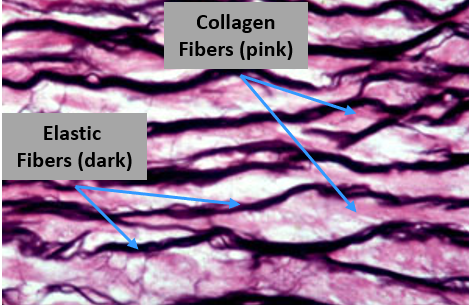 Collagen
Fibers (pink)
Elastic
Fibers (dark)